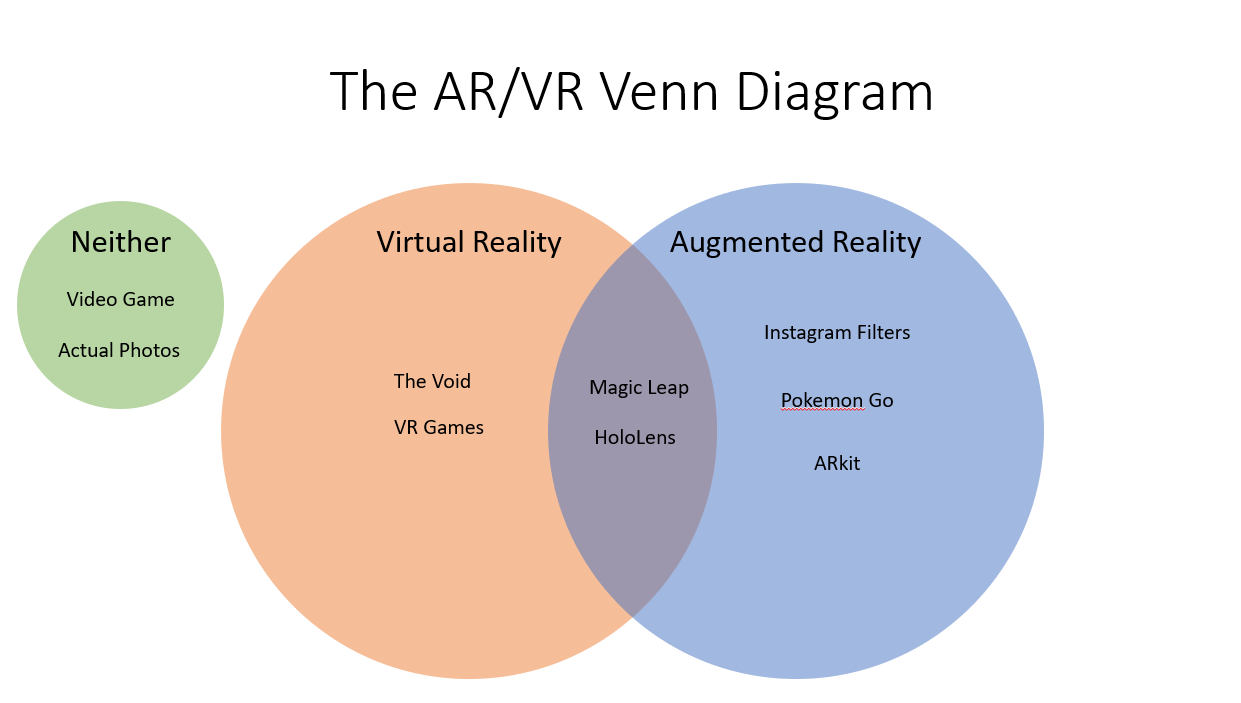 The AR/VR Venn Diagram
Neither
Video Game
Actual Photos
Virtual Reality
The Void
VR Games
Magic Leap
HoloLens
Augmented Reality
Instagram Filters
Pokemon Go
ARkit